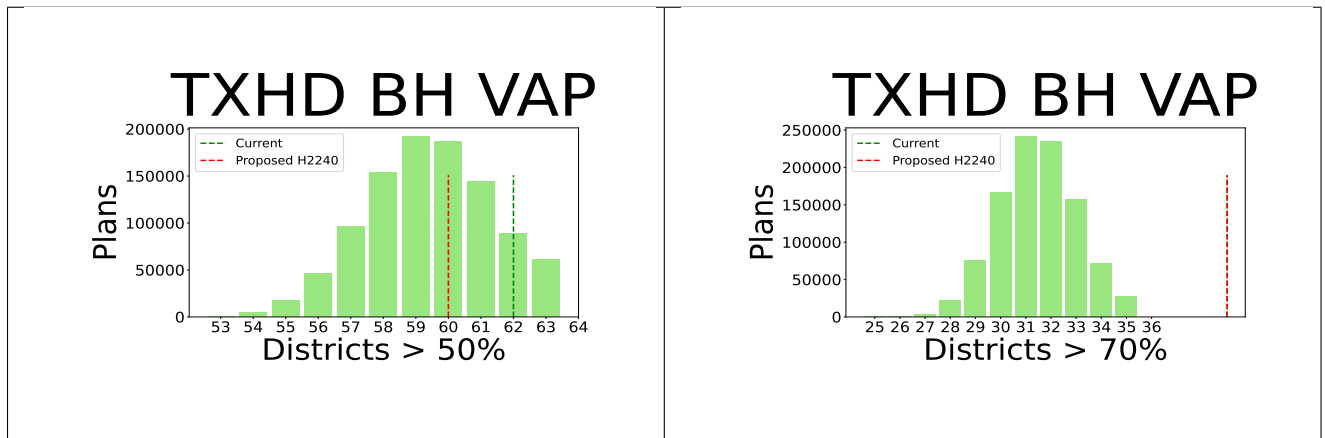 TXHD BH VAP
200000
150000
100000
50000
0
Plans
Current
Proposed H2240
53 54 55 56 57 58 59 60 61 62 63 64
Districts > 50%
TXHD BH VAP
250000
200000
150000
100000
50000
0
Plans
Current
Proposed H2240
25 26 27 28 29 30 31 32 33 34 35 36
Districts > 70%